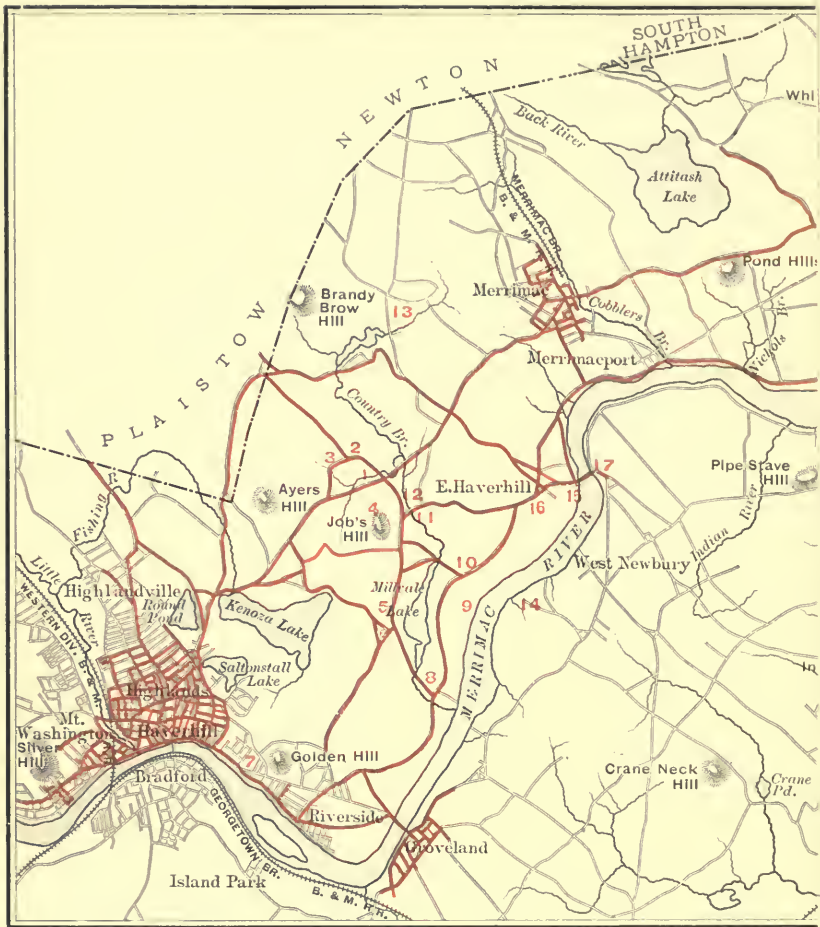 SOUTH
HAMPTON
NEWTON
Whi
Back River
Attitash
Lake
MERRIMAC BR.
B. & M.
Pond Hills
Merrimac
Brandy
Brow
Hill
13
Cobblers
Br.
Nichols
Br.
PLAISTOW
Merrimacport
Country Br.
3
2
1
17
Pipe Stave
Hill
Fishing R.
Ayers
Hill
4
Job's
Hill
12
11
E. Haverhill
16
15
Indian
River
RIVER
10
West Newbury
Little
River
Highlandville
Round
Pond
Kenoza Lake
Millvale
Lake
5
9
14
WESTERN DIV. B. & M.
MERRIMAC
Saltonstall
Lake
8
In
Highlands
Mt.
Washington
Silver
Hill
Haverhill
7
Golden Hill
Crane Neck
Hill
Crane
Pd.
Bradford
GEORGETOWN BR.
Riverside
Groveland
Island Park
B. & M. R.R.